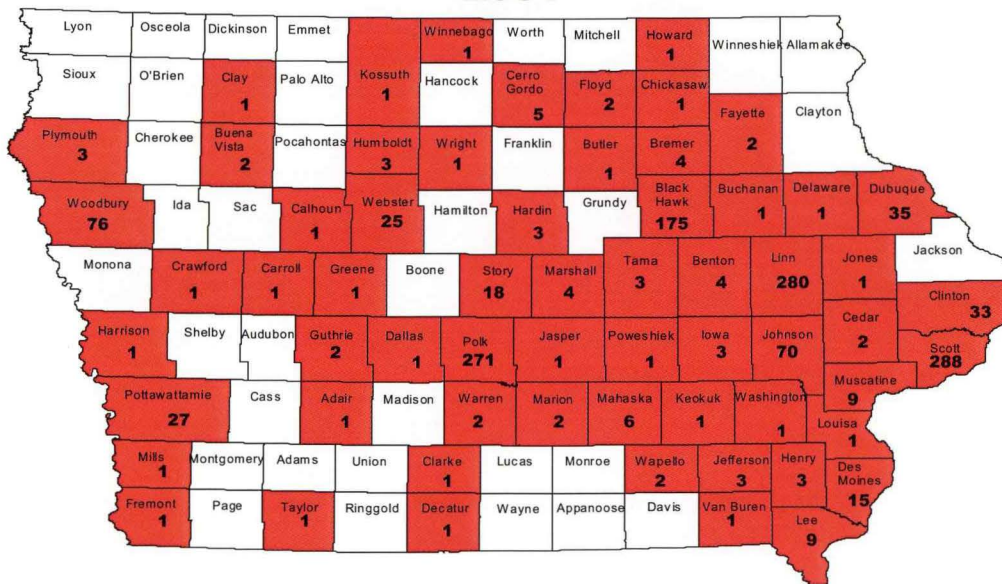 Lyon
Osceola
Dickinson
Emmet
Winnebago
1
Worth
Mitchell
Howard
1
Winneshiek
Allamakee
Sioux
O'Brien
Clay
1
Palo Alto
Kossuth
1
Hancock
Cerro
Gordo
5
Floyd
2
Chickasaw
1
Fayette
2
Clayton
Plymouth
3
Cherokee
Buena
Vista
2
Pocahontas
Humboldt
3
Wright
1
Franklin
Butler
1
Bremer
4
Woodbury
76
Ida
Sac
Calhoun
1
Webster
25
Hamilton
Hardin
3
Grundy
Black
Hawk
175
Buchanan
1
Delaware
1
Dubuque
35
Monona
Crawford
1
Carroll
1
Greene
1
Boone
Story
18
Marshall
4
Tama
3
Benton
4
Linn
280
Jones
1
Jackson
Clinton
33
Harrison
1
Shelby
Audubon
Guthrie
2
Dallas
1
Polk
271
Jasper
1
Poweshiek
1
Iowa
3
Johnson
70
Cedar
2
Scott
288
Muscatine
9
Pottawattamie
27
Cass
Adair
1
Madison
Warren
2
Marion
2
Mahaska
6
Keokuk
1
Washington
1
Louisa
1
Mills
1
Montgomery
Adams
Union
Clarke
1
Lucas
Monroe
Wapello
2
Jefferson
3
Henry
3
Des
Moines
15
Fremont
1
Page
Taylor
1
Ringgold
Decatur
1
Wayne
Appanoose
Davis
Van Buren
1
Lee
9